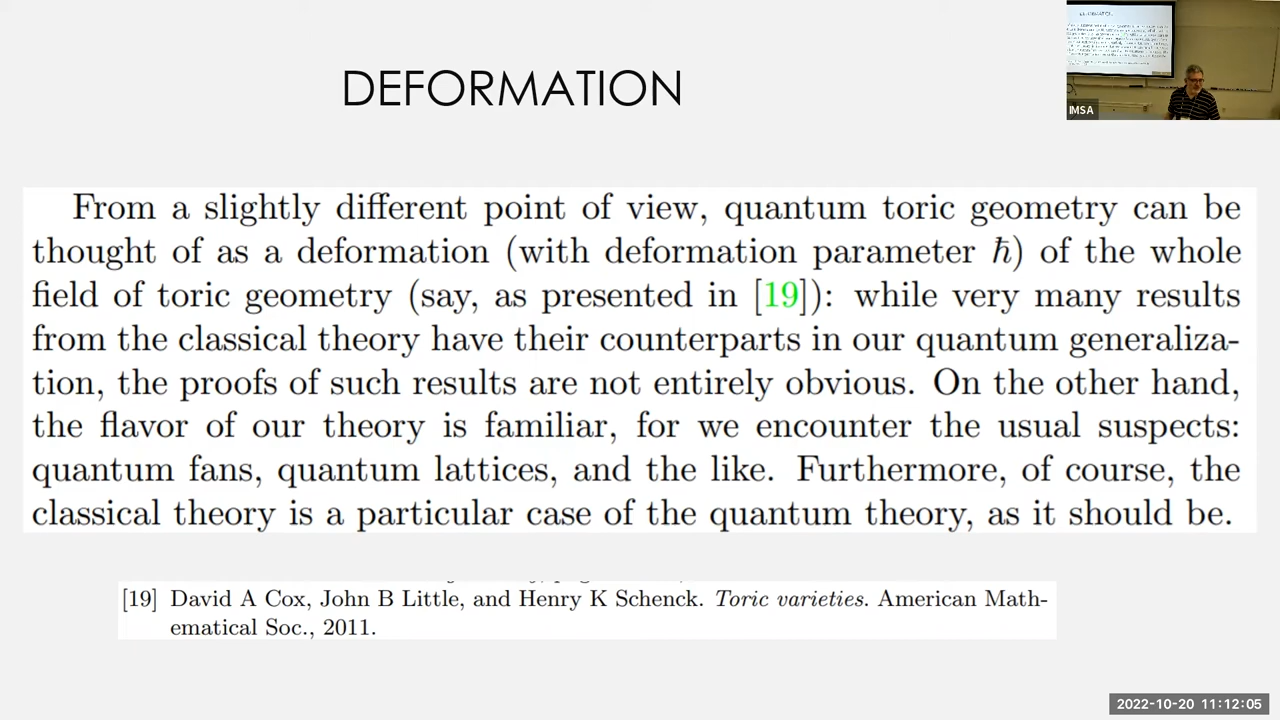 DEFORMATION
IMSA
From a slightly different point of view, quantum toric geometry can be
thought of as a deformation (with deformation parameter ℏ) of the whole
field of toric geometry (say, as presented in [19]): while very many results
from the classical theory have their counterparts in our quantum generaliza-
tion, the proofs of such results are not entirely obvious. On the other hand,
the flavor of our theory is familiar, for we encounter the usual suspects:
quantum fans, quantum lattices, and the like. Furthermore, of course, the
classical theory is a particular case of the quantum theory, as it should be.
[19] David A Cox, John B Little, and Henry K Schenck. Toric varieties. American Math-
ematical Soc., 2011.
2022-10-20 11:12:05